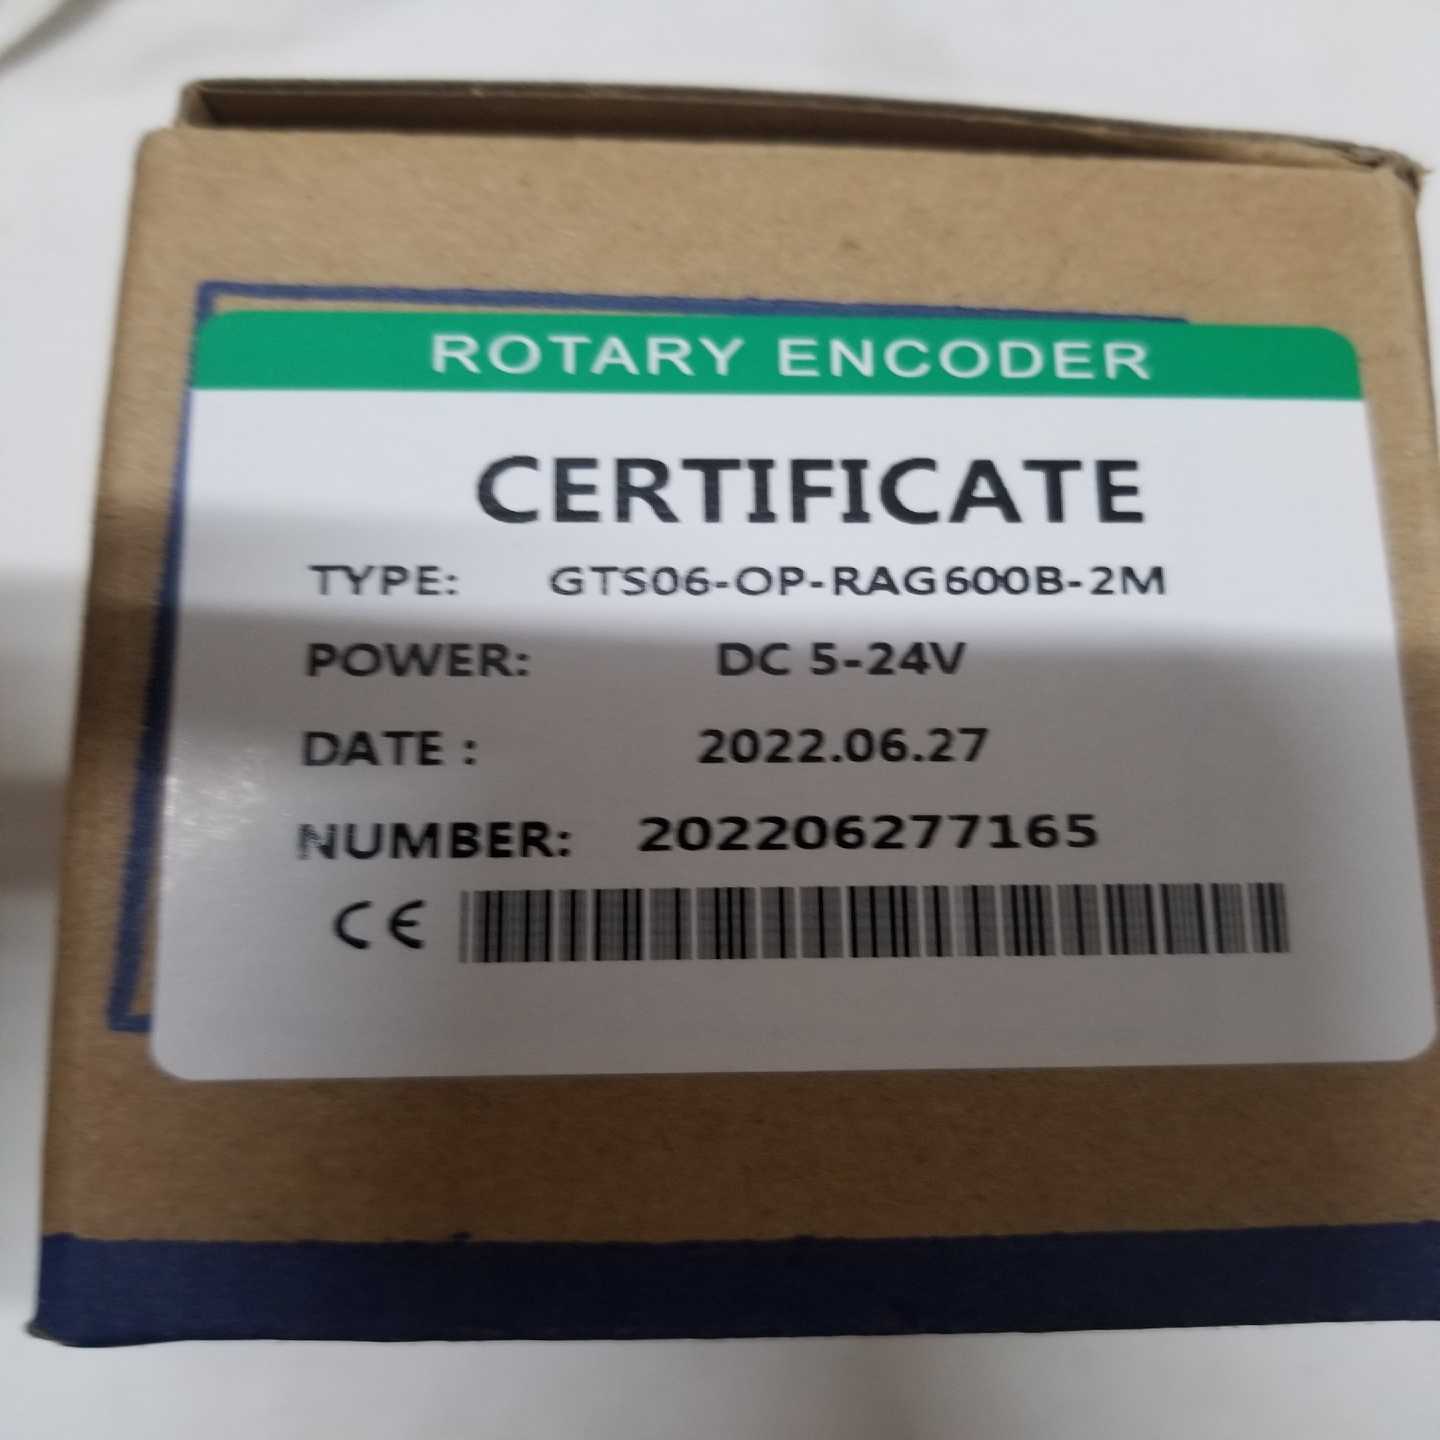 ROTARY ENCODER
CERTIFICATE
TYPE: GTS06-OP-RAG600B-2M
POWER: DC 5-24V
DATE : 2022.06.27
NUMBER: 202206277165
CE